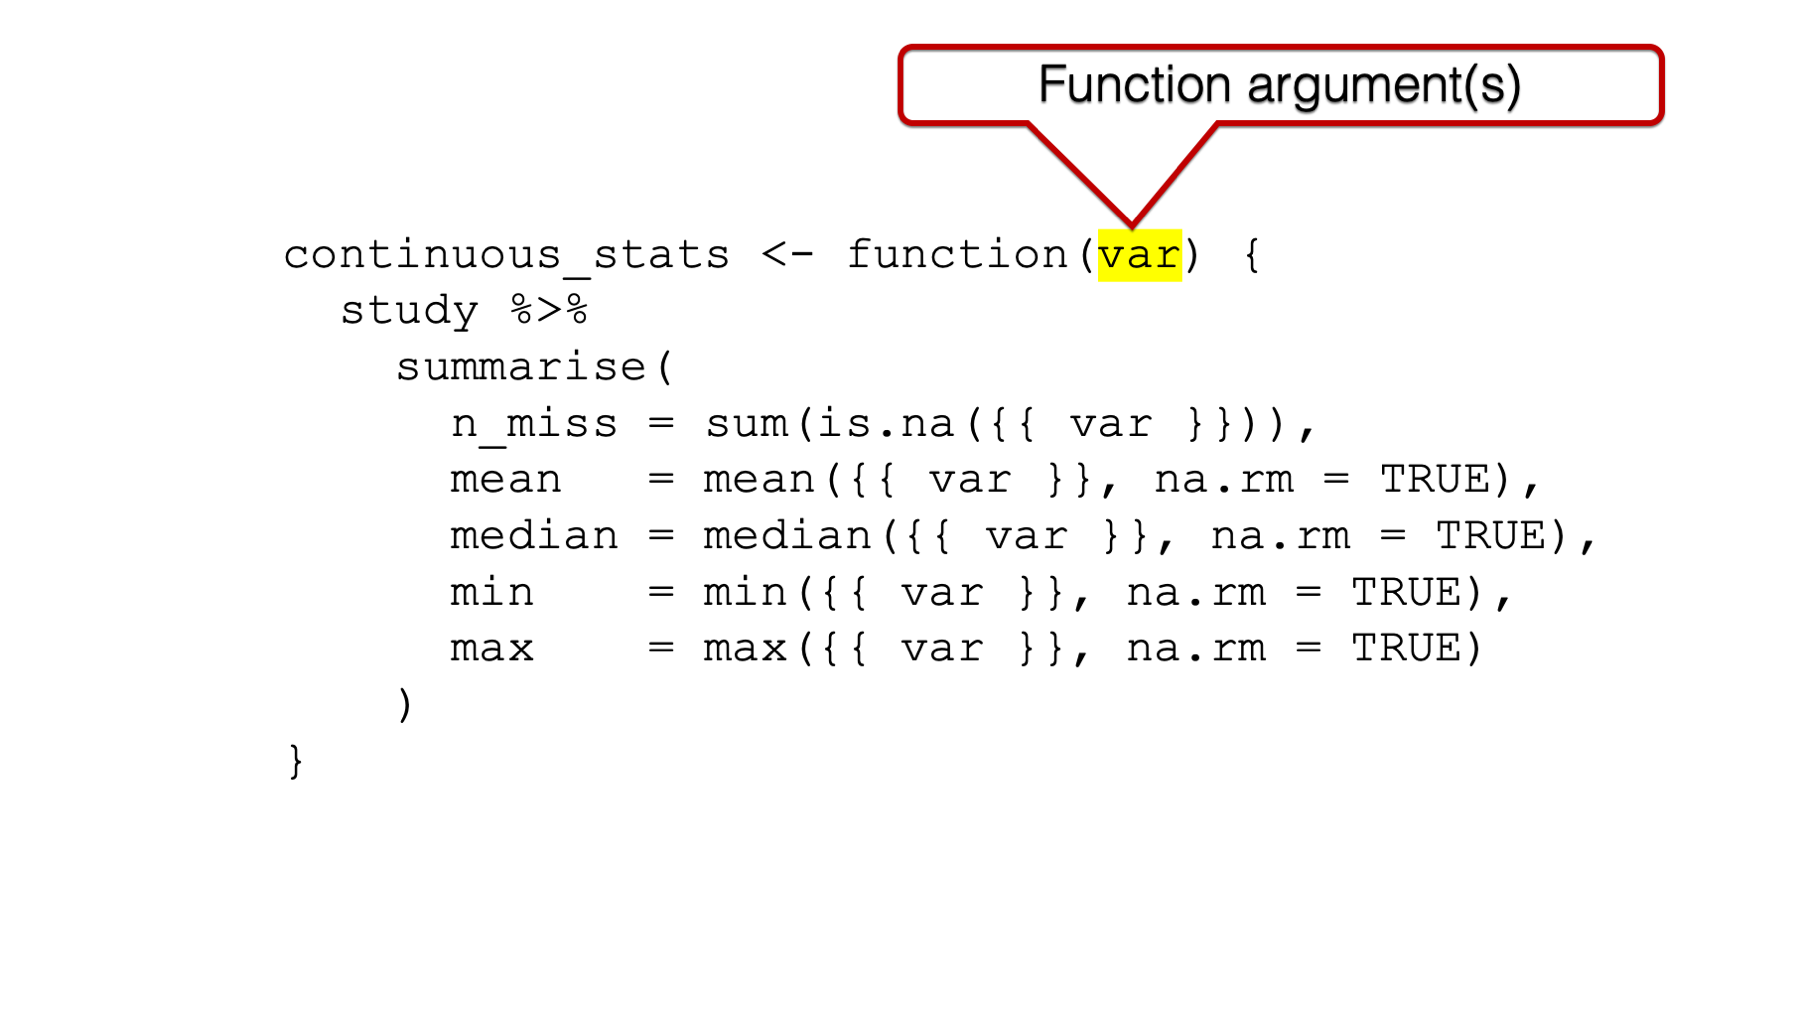 Function argument(s)
continuous_stats <- function(var) {
  study %>%
    summarise(
      n_miss = sum(is.na({{ var }})),
      mean   = mean({{ var }}, na.rm = TRUE),
      median = median({{ var }}, na.rm = TRUE),
      min    = min({{ var }}, na.rm = TRUE),
      max    = max({{ var }}, na.rm = TRUE)
    )
}